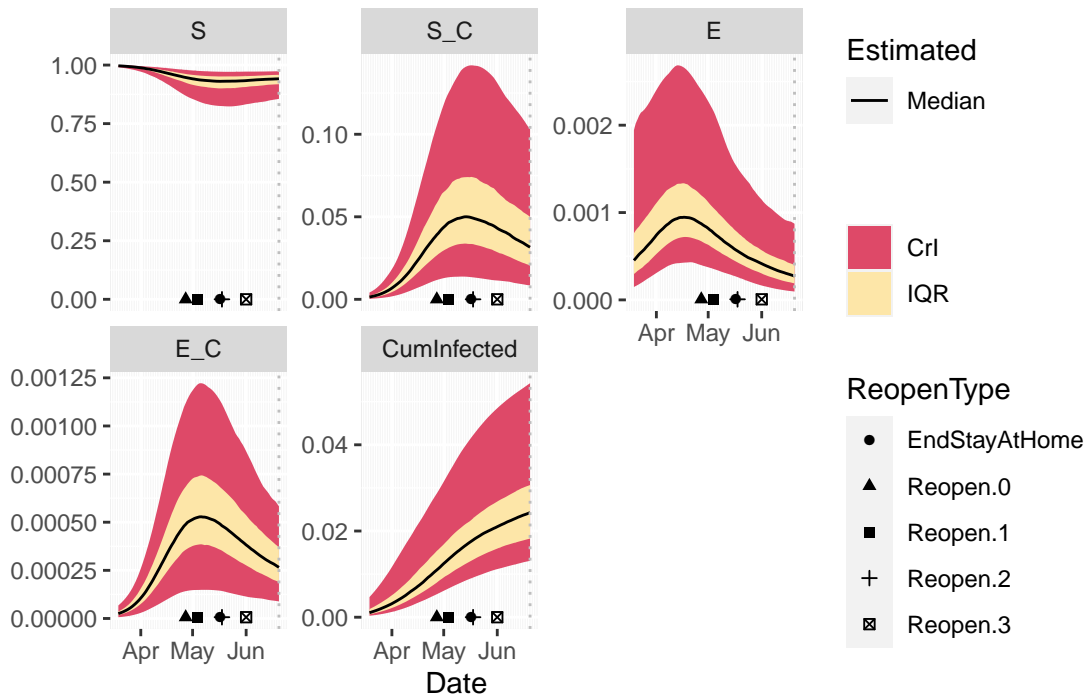 S
S_C
E
1.00
0.75
0.50
0.25
0.00
0.10
0.05
0.00
0.002
0.001
0.000
Apr May Jun
E_C
CumInfected
0.00125
0.00100
0.00075
0.00050
0.00025
0.00000
0.04
0.02
0.00
Apr May Jun
Apr May Jun
Date
Estimated
Median
CrI
IQR
ReopenType
EndStayAtHome
Reopen.0
Reopen.1
Reopen.2
Reopen.3